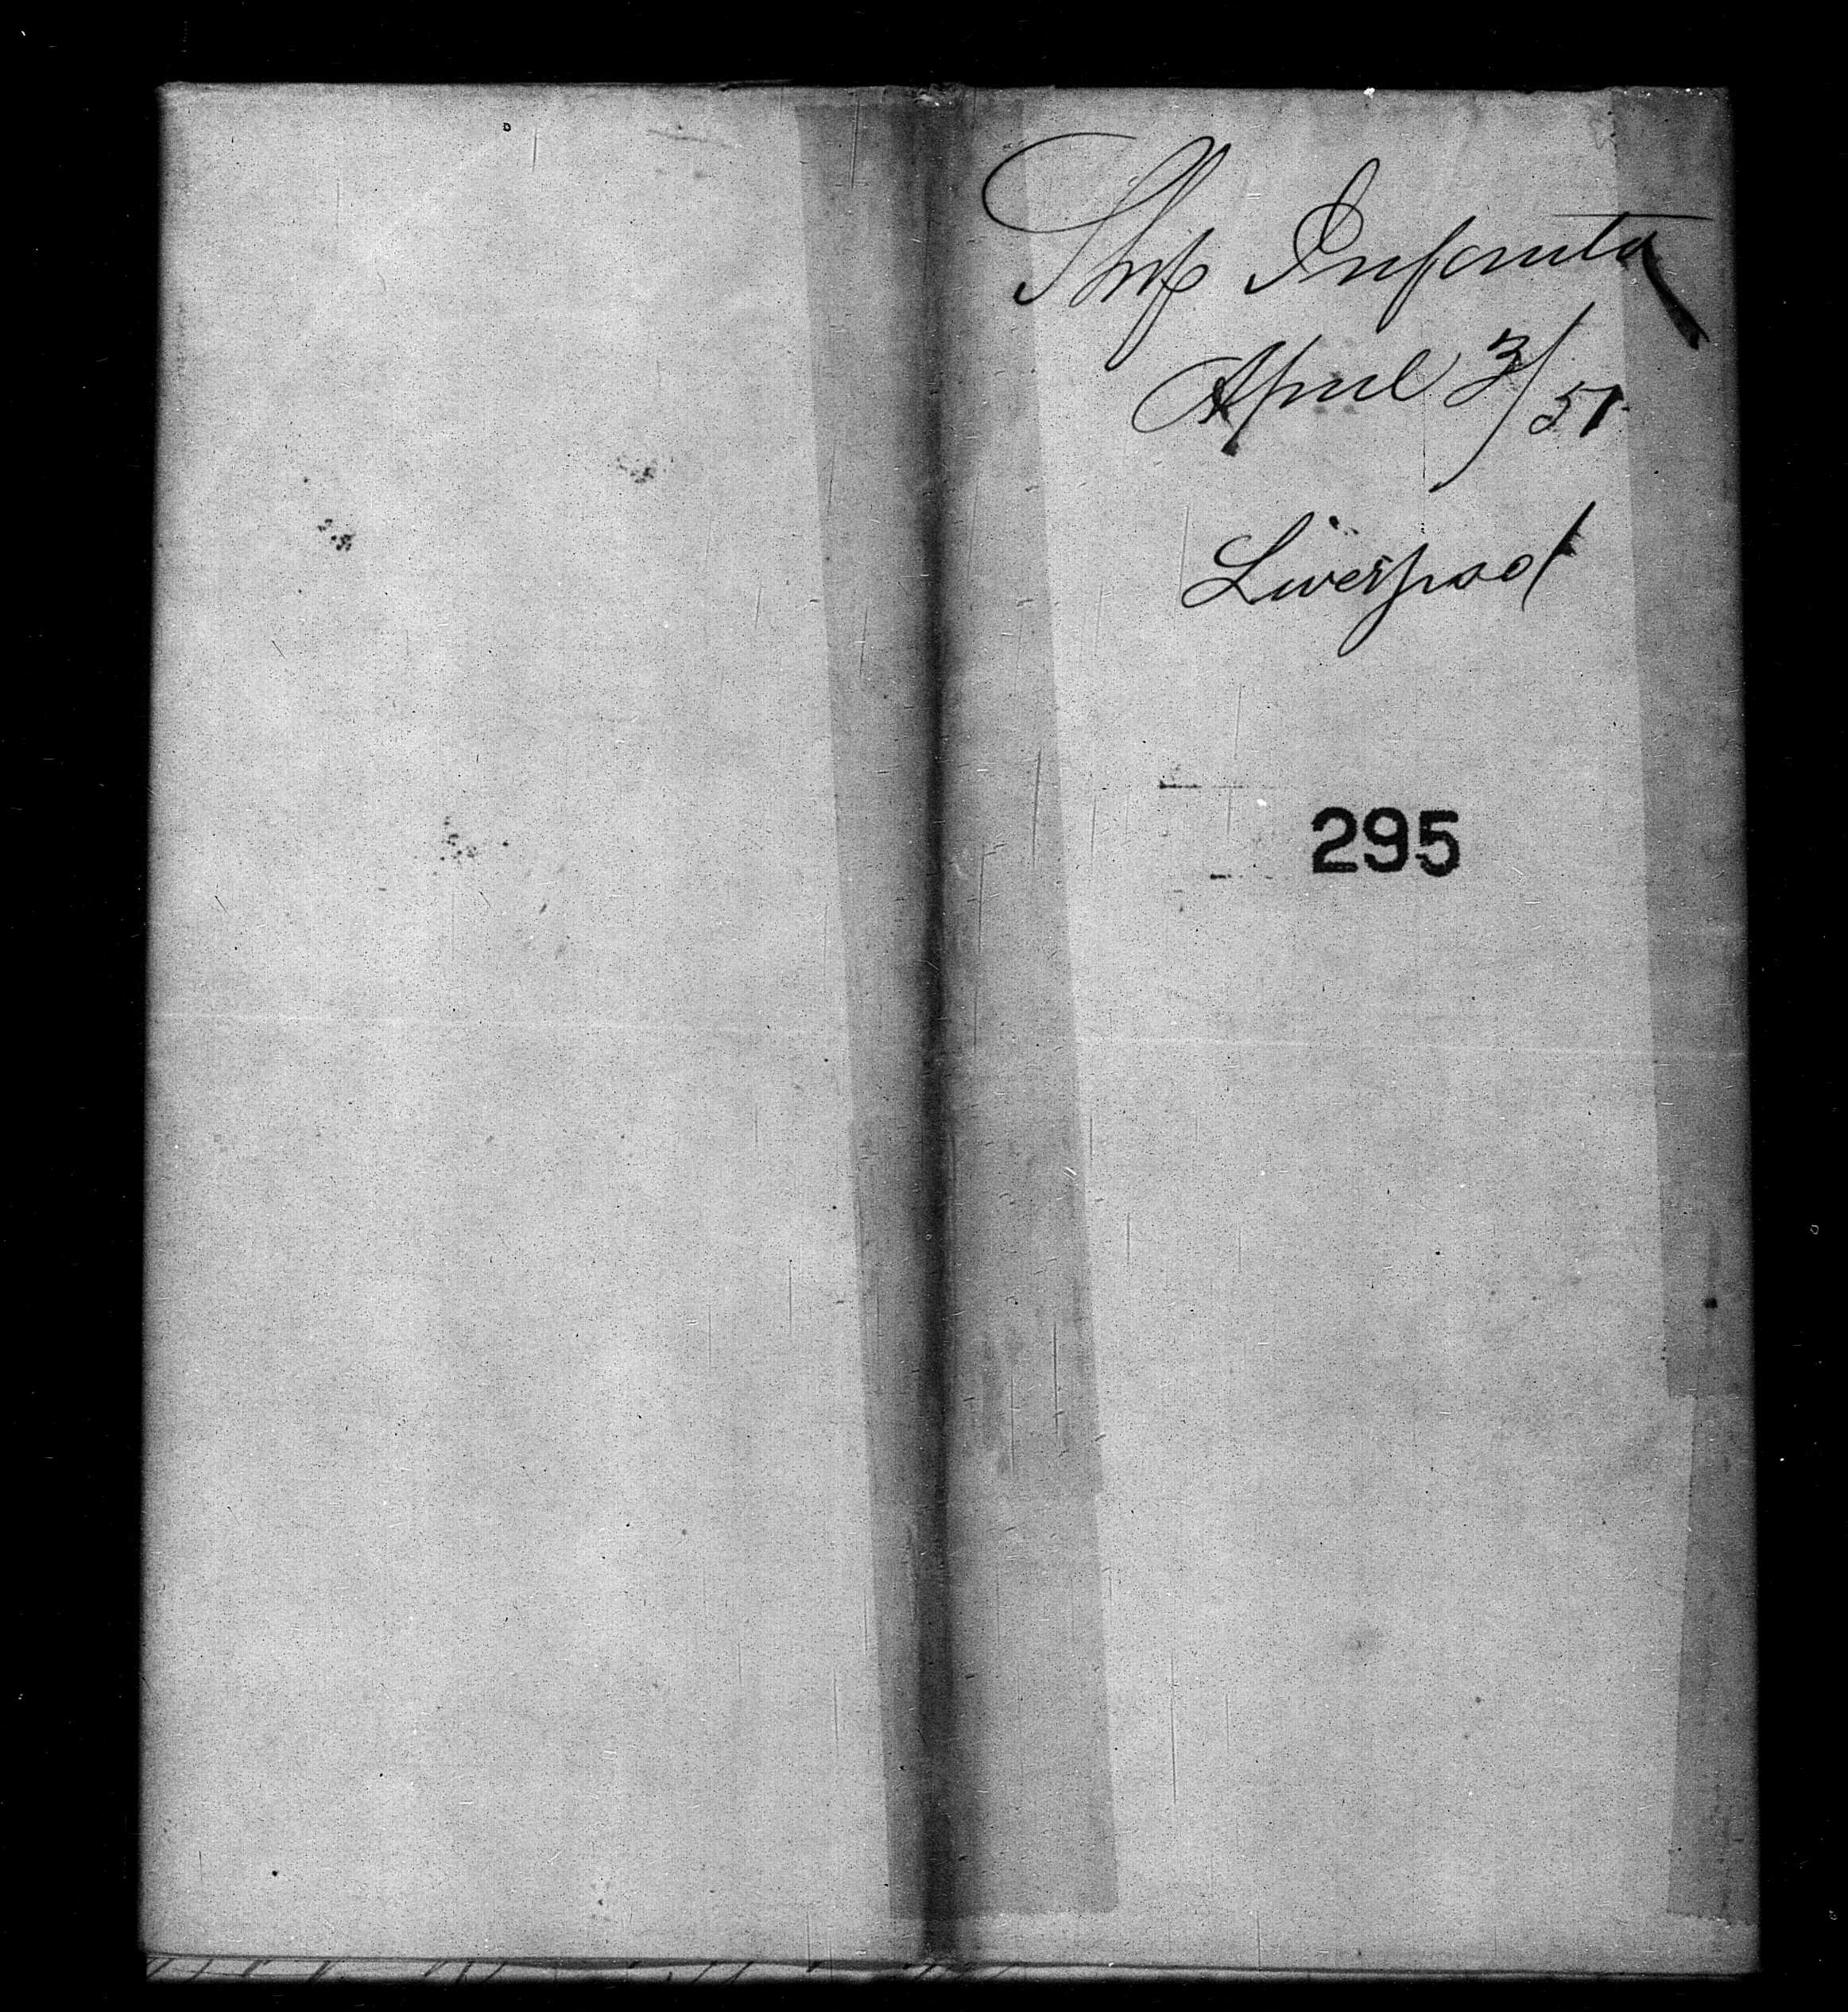 Ship Infanta
April 3/51
Liverpool
295